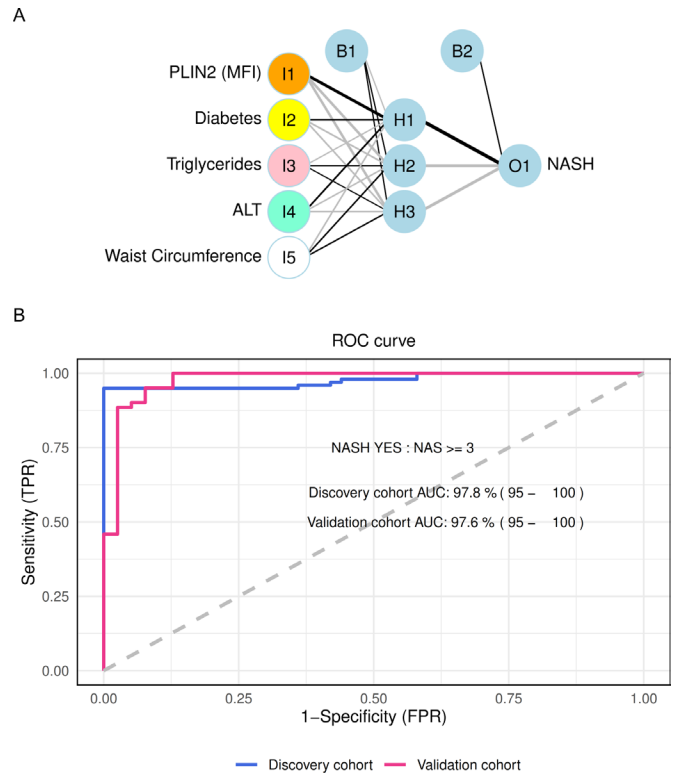 A
B1
B2
PLIN2 (MFI)
I1
Diabetes
I2
H1
Triglycerides
I3
H2
O1
NASH
ALT
I4
H3
Waist Circumference
I5
B
ROC curve
1.00
0.75
0.50
0.25
0.00
Sensitivity (TPR)
NASH YES : NAS >= 3
Discovery cohort AUC: 97.8 % ( 95 − 100 )
Validation cohort AUC: 97.6 % ( 95 − 100 )
0.00
0.25
0.50
0.75
1.00
1−Specificity (FPR)
Discovery cohort
Validation cohort